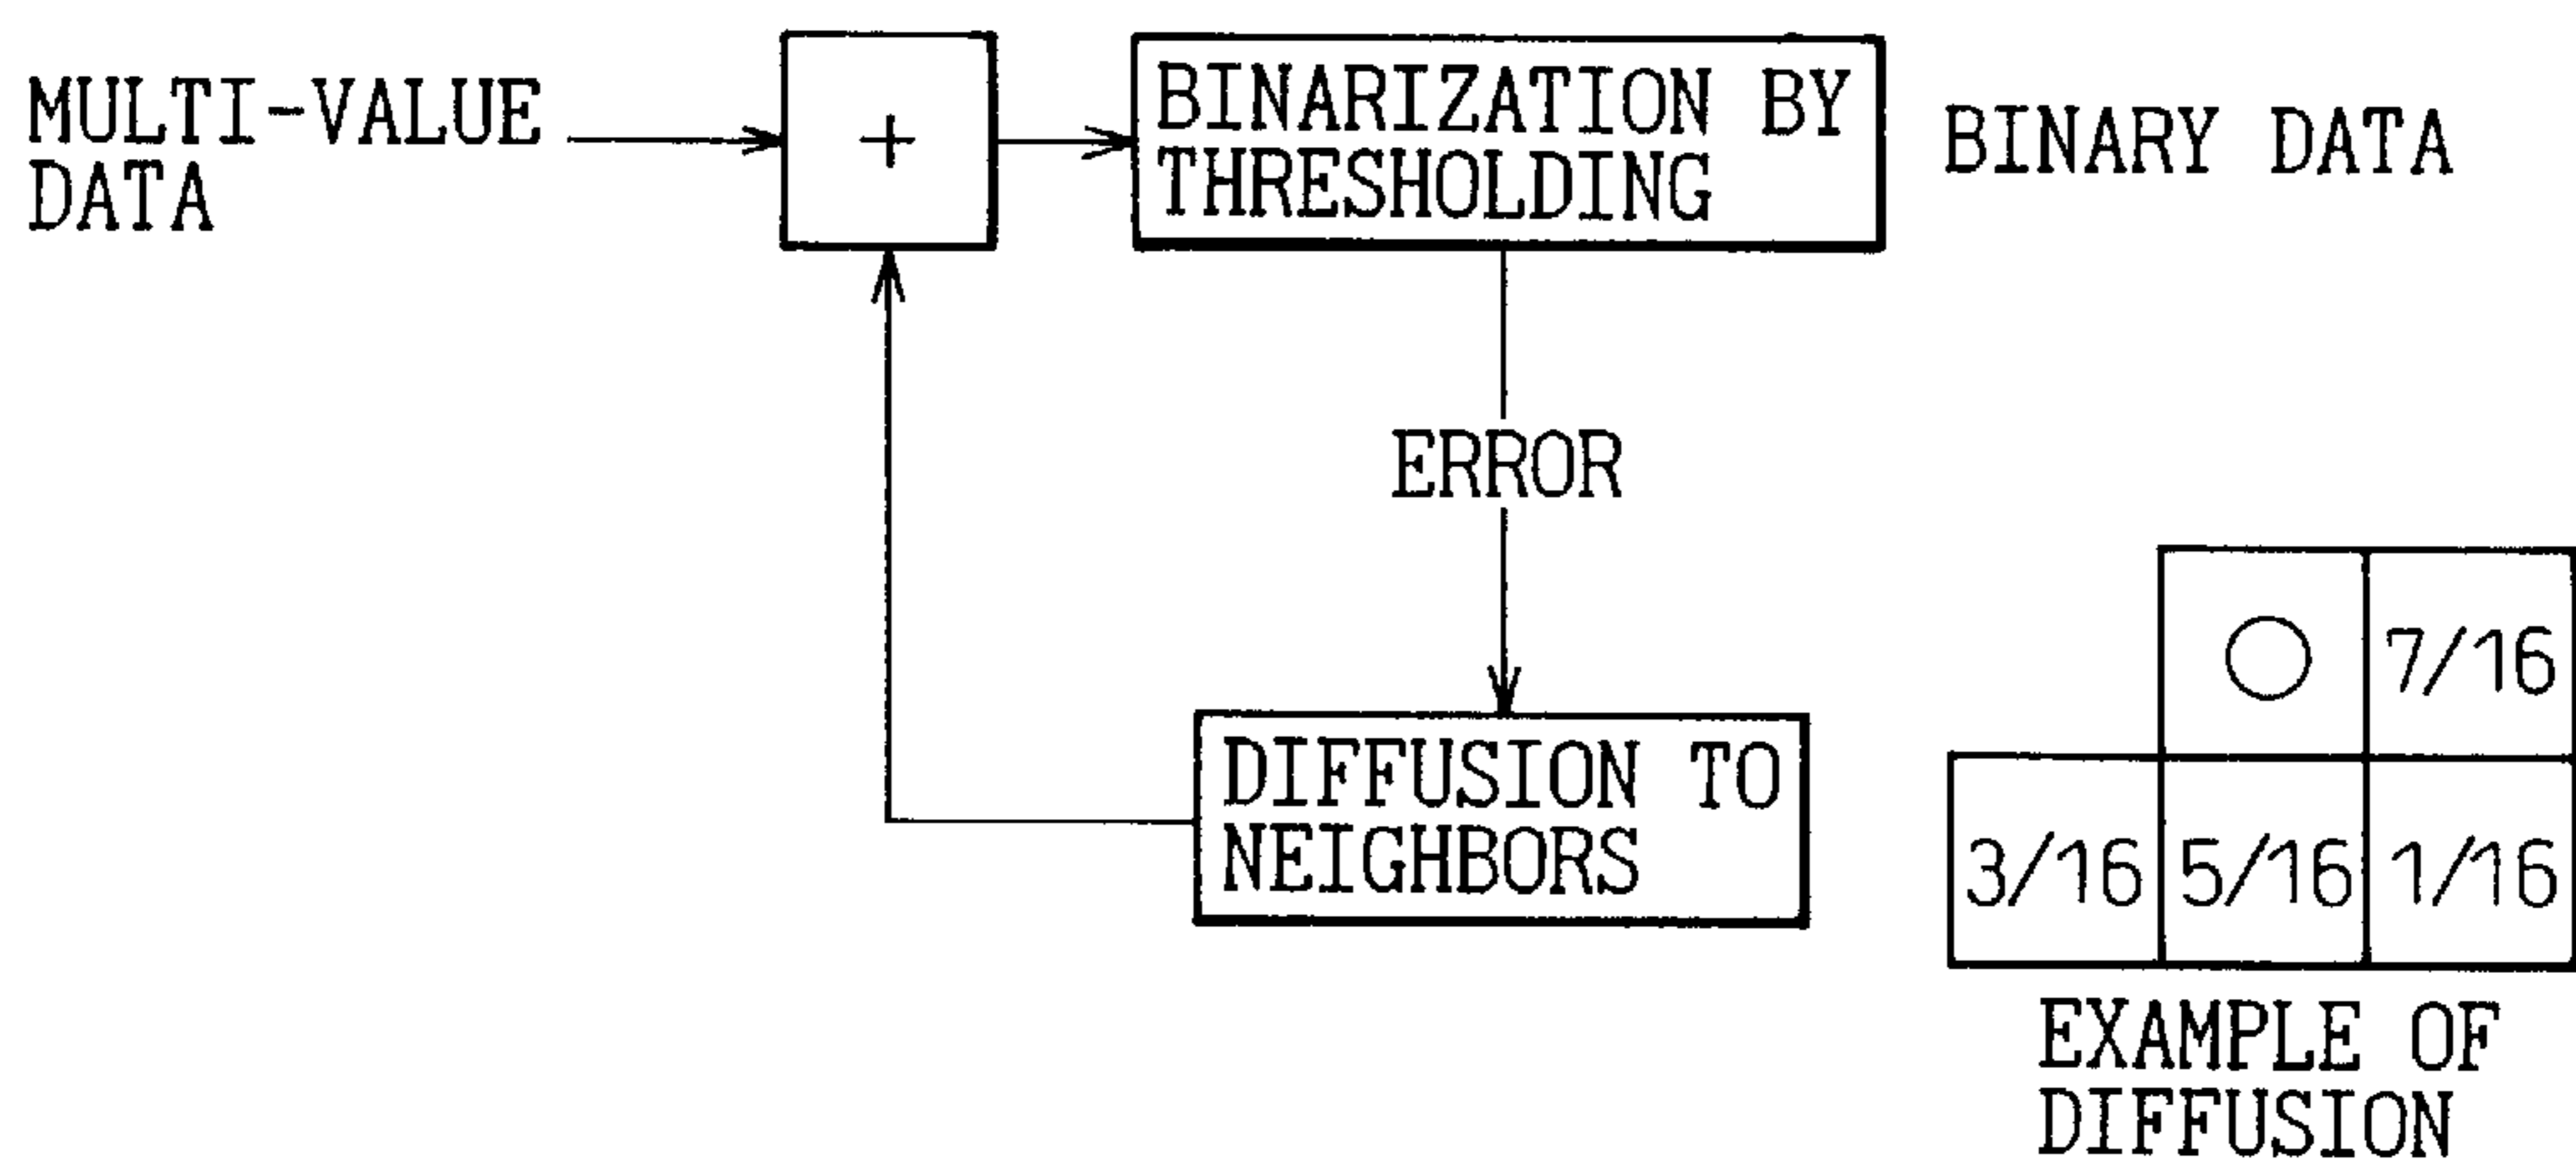 MULTI-VALUE
DATA
+
BINARIZATION BY
THRESHOLDING
BINARY DATA
ERROR
DIFFUSION TO
NEIGHBORS
7/16
3/16 5/16 1/16
EXAMPLE OF
DIFFUSION